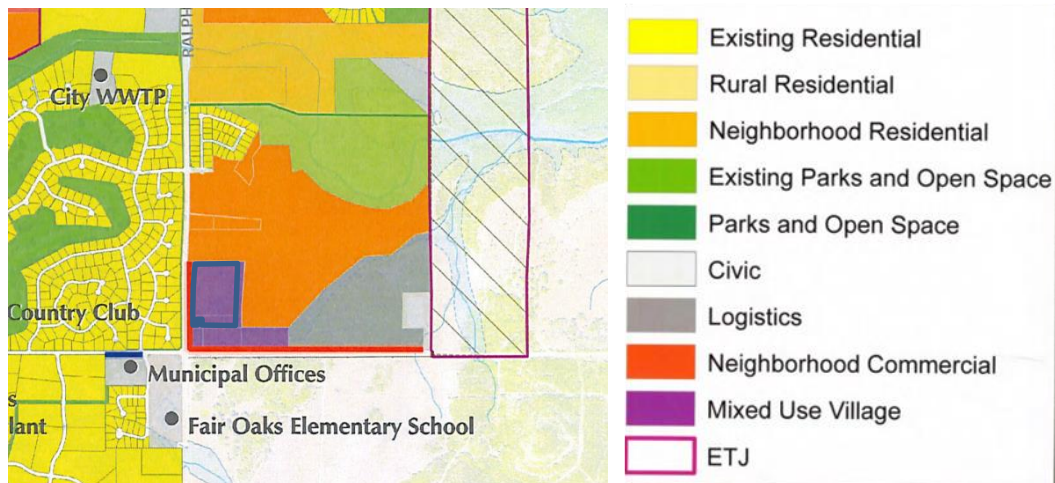 RALPH
City WWTP
Country Club
Municipal Offices
s
lant
Fair Oaks Elementary School
Existing Residential
Rural Residential
Neighborhood Residential
Existing Parks and Open Space
Parks and Open Space
Civic
Logistics
Neighborhood Commercial
Mixed Use Village
ETJ